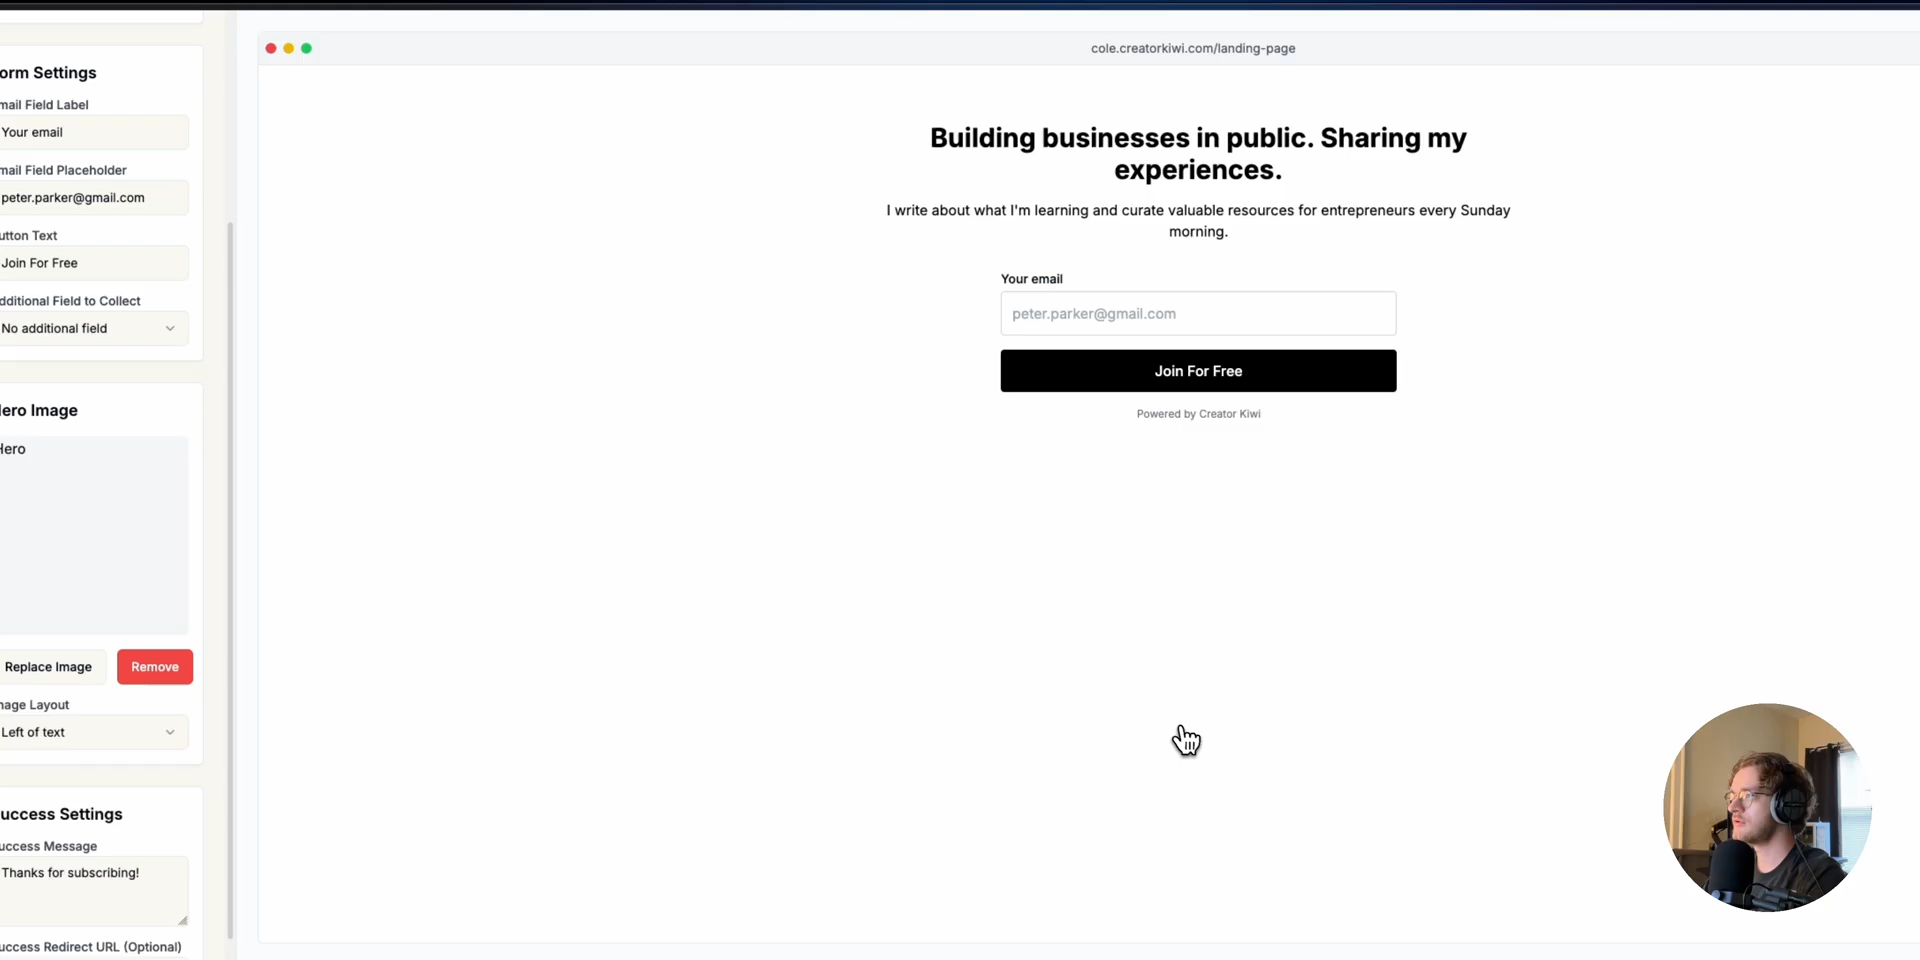 orm Settings
mail Field Label
Your email
mail Field Placeholder
peter.parker@gmail.com
utton Text
Join For Free
dditional Field to Collect
No additional field
ero Image
Hero
Replace Image
Remove
mage Layout
Left of text
uccess Settings
uccess Message
Thanks for subscribing!
uccess Redirect URL (Optional)
cole.creatorkiwi.com/landing-page
Building businesses in public. Sharing my
experiences.
I write about what I'm learning and curate valuable resources for entrepreneurs every Sunday
morning.
Your email
peter.parker@gmail.com
Join For Free
Powered by Creator Kiwi